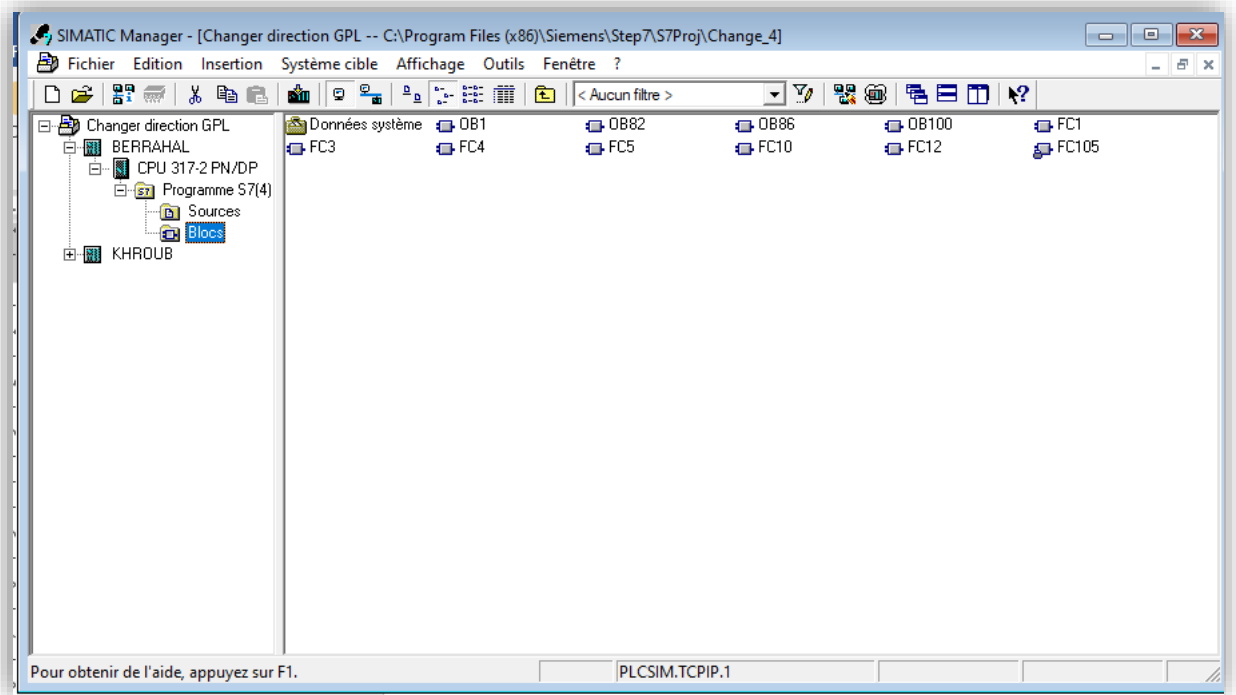 SIMATIC Manager - [Changer direction GPL -- C:\Program Files (x86)\Siemens\Step7\S7Proj\Change_4]
Fichier Edition Insertion Système cible Affichage Outils Fenêtre ?
< Aucun filtre >
Changer direction GPL
BERRAHAL
CPU 317-2 PN/DP
Programme S7(4)
Sources
Blocs
KHROUB
Données système OB1 OB82 OB86 OB100 FC1
FC3 FC4 FC5 FC10 FC12 FC105
Pour obtenir de l'aide, appuyez sur F1.
PLCSIM.TCPIP.1